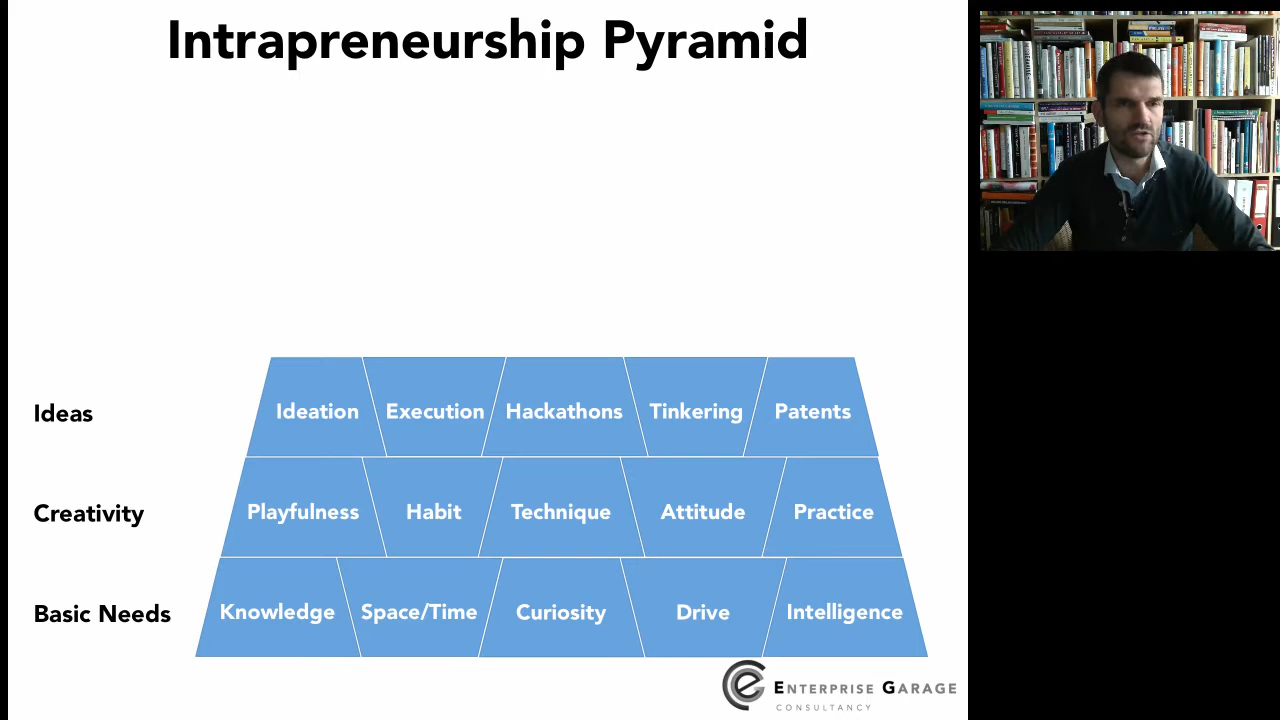 Intrapreneurship Pyramid
Ideas
Ideation Execution Hackathons Tinkering Patents
Creativity
Playfulness Habit Technique Attitude Practice
Basic Needs
Knowledge Space/Time Curiosity Drive Intelligence
ENTERPRISE GARAGE
CONSULTANCY